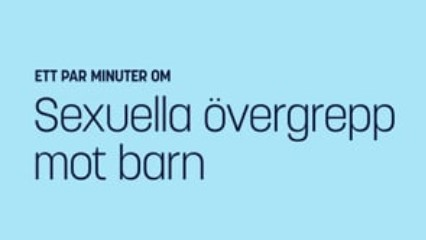 ETT PAR MINUTER OM
Sexuella övergrepp
mot barn